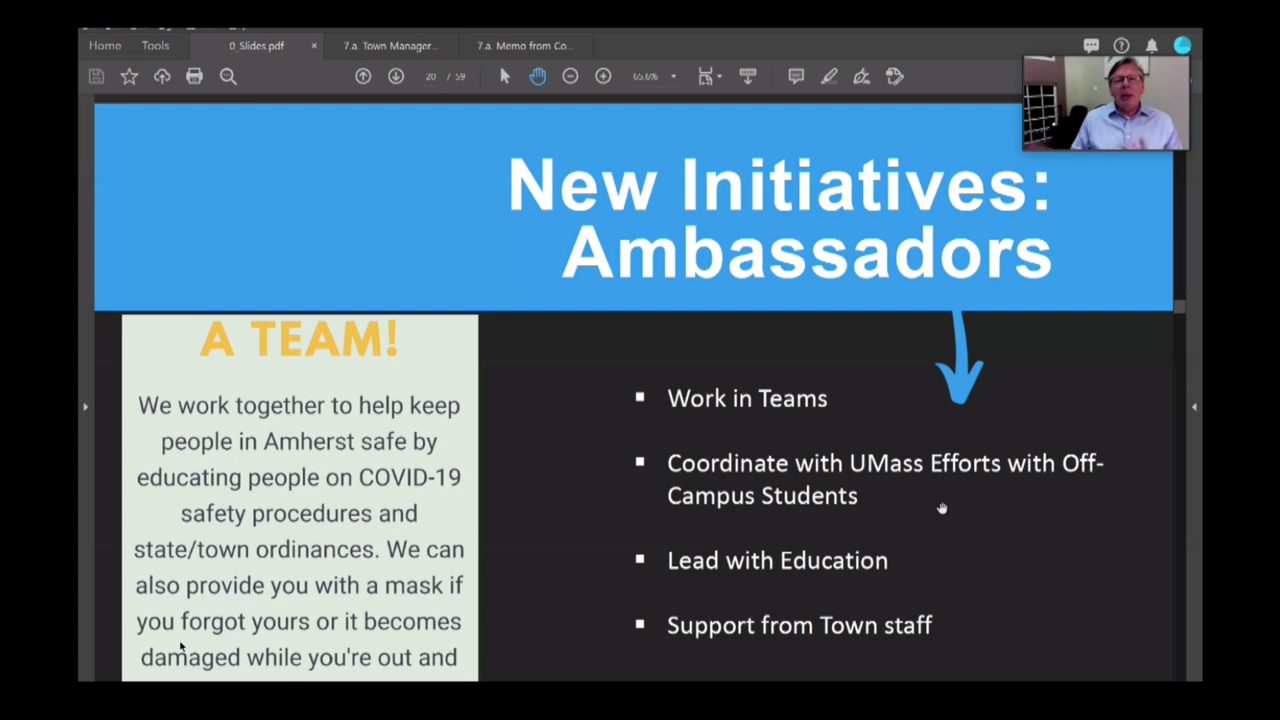 Home Tools 0_Slides.pdf × 7.a. Town Manager... 7.a. Memo from Co...
20 / 59 65.6%
New Initiatives:
Ambassadors
A TEAM!
We work together to help keep
people in Amherst safe by
educating people on COVID-19
safety procedures and
state/town ordinances. We can
also provide you with a mask if
you forgot yours or it becomes
damaged while you're out and
▪ Work in Teams
▪ Coordinate with UMass Efforts with Off-
Campus Students
▪ Lead with Education
▪ Support from Town staff